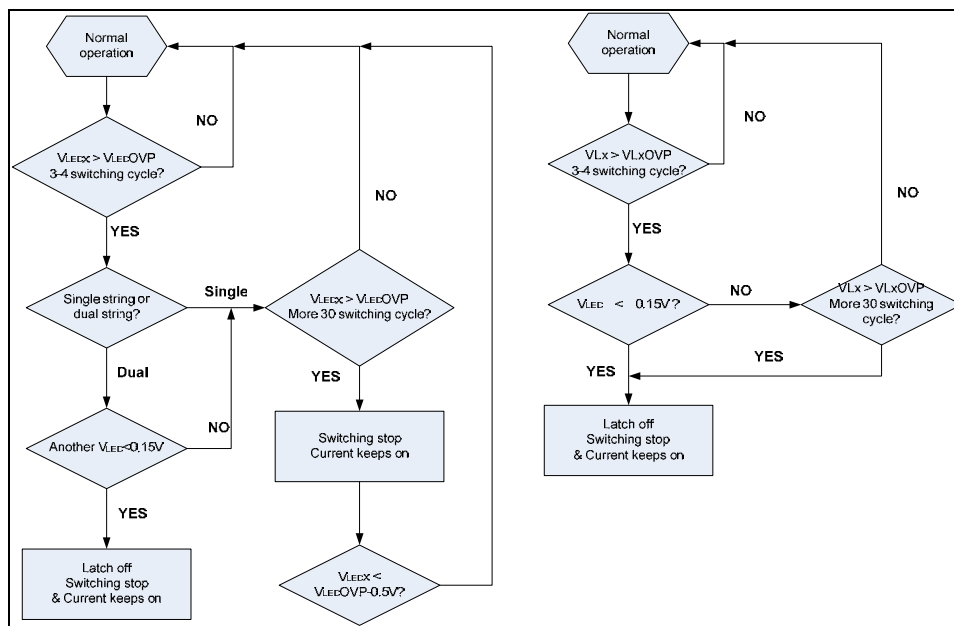 Normal
operation
NO
VLEDX > VLEDOVP
3-4 switching cycle?
YES
Single string or
dual string?
Single
Dual
Another VLED<0.15V
NO
YES
Latch off
Switching stop
& Current keeps on
NO
VLEDX > VLEDOVP
More 30 switching cycle?
YES
Switching stop
Current keeps on
VLEDX <
VLEDOVP-0.5V?
Normal
operation
NO
VLx > VLxOVP
3-4 switching cycle?
YES
VLED < 0.15V?
NO
YES
NO
VLx > VLxOVP
More 30 switching
cycle?
YES
Latch off
Switching stop
& Current keeps on